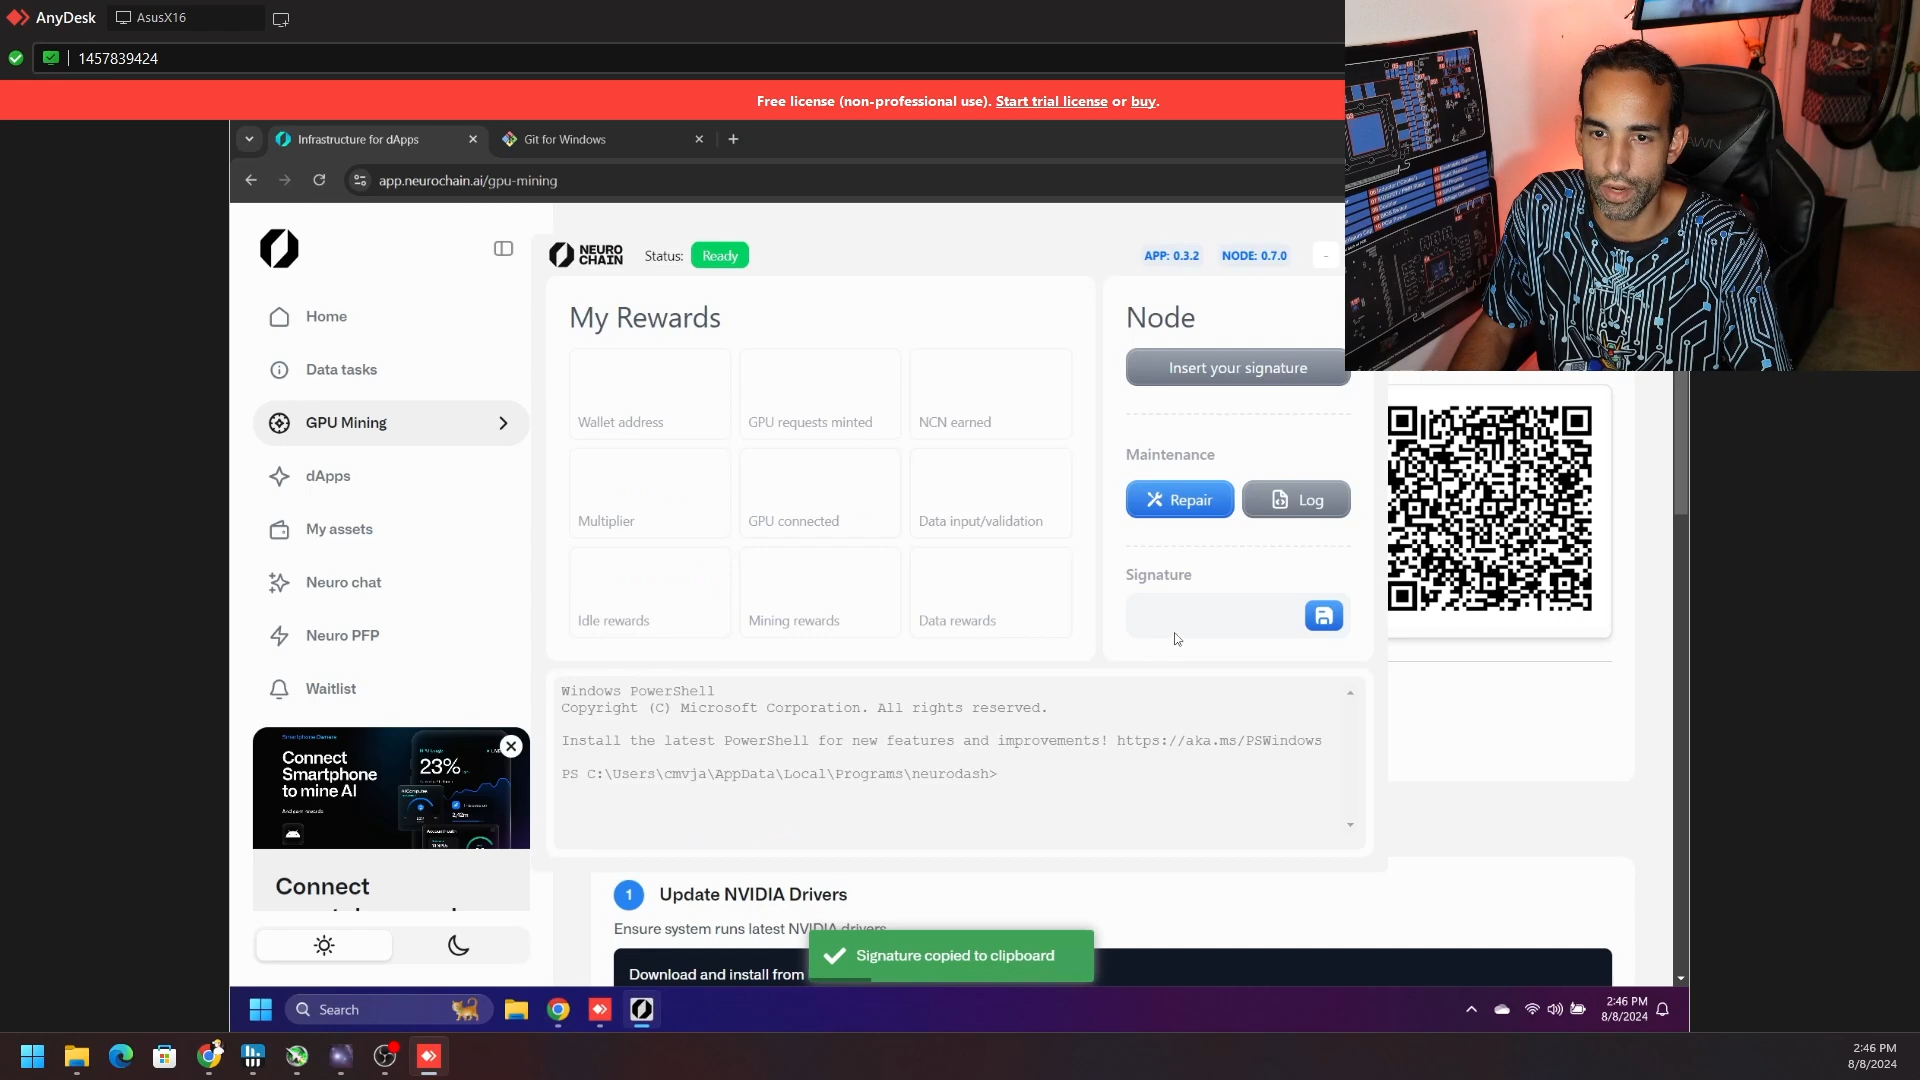 AnyDesk
AsusX16
1457839424
Free license (non-professional use). Start trial license or buy.
Infrastructure for dApps
Git for Windows
app.neurochain.ai/gpu-mining
NEURO
CHAIN
Status:
Ready
APP: 0.3.2
NODE: 0.7.0
-
Home
Data tasks
GPU Mining
dApps
My assets
Neuro chat
Neuro PFP
Waitlist
Connect
Smartphone
to mine AI
23%
Connect
My Rewards
Wallet address
GPU requests minted
NCN earned
Multiplier
GPU connected
Data input/validation
Idle rewards
Mining rewards
Data rewards
Node
Insert your signature
Maintenance
Repair
Log
Signature
Windows PowerShell
Copyright (C) Microsoft Corporation. All rights reserved.
Install the latest PowerShell for new features and improvements! https://aka.ms/PSWindows
PS C:\Users\cmvja\AppData\Local\Programs\neurodash>
1
Update NVIDIA Drivers
Ensure system runs latest NVIDIA drivers
Download and install from
Signature copied to clipboard
Search
2:46 PM
8/8/2024
2:46 PM
8/8/2024